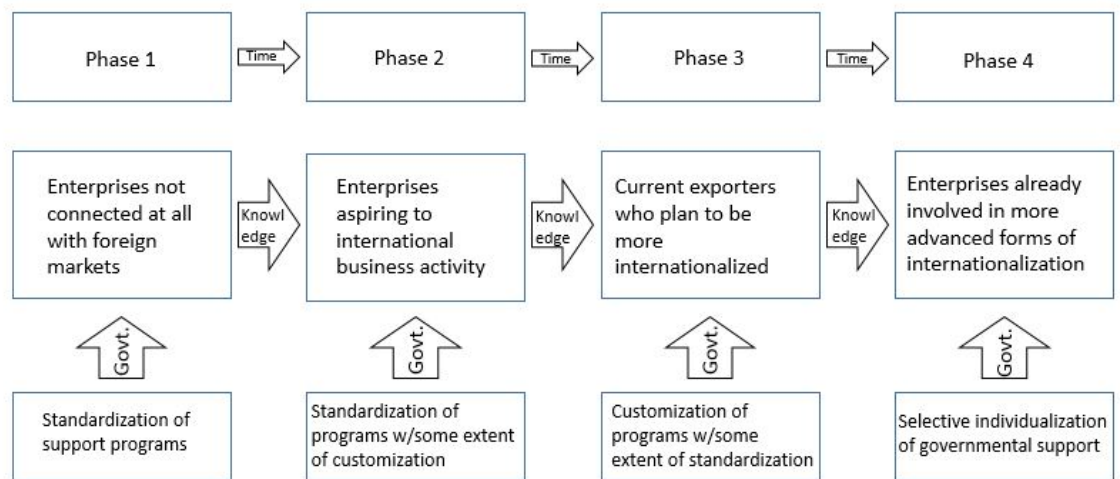 Phase 1
Time
Phase 2
Time
Phase 3
Time
Phase 4
Enterprises not
connected at all
with foreign
markets
Knowl
edge
Enterprises
aspiring to
international
business activity
Knowl
edge
Current exporters
who plan to be
more
internationalized
Knowl
edge
Enterprises already
involved in more
advanced forms of
internationalization
Govt.
Govt.
Govt.
Govt.
Standardization of
support programs
Standardization of
programs w/some extent
of customization
Customization of
programs w/some
extent of standardization
Selective individualization
of governmental support